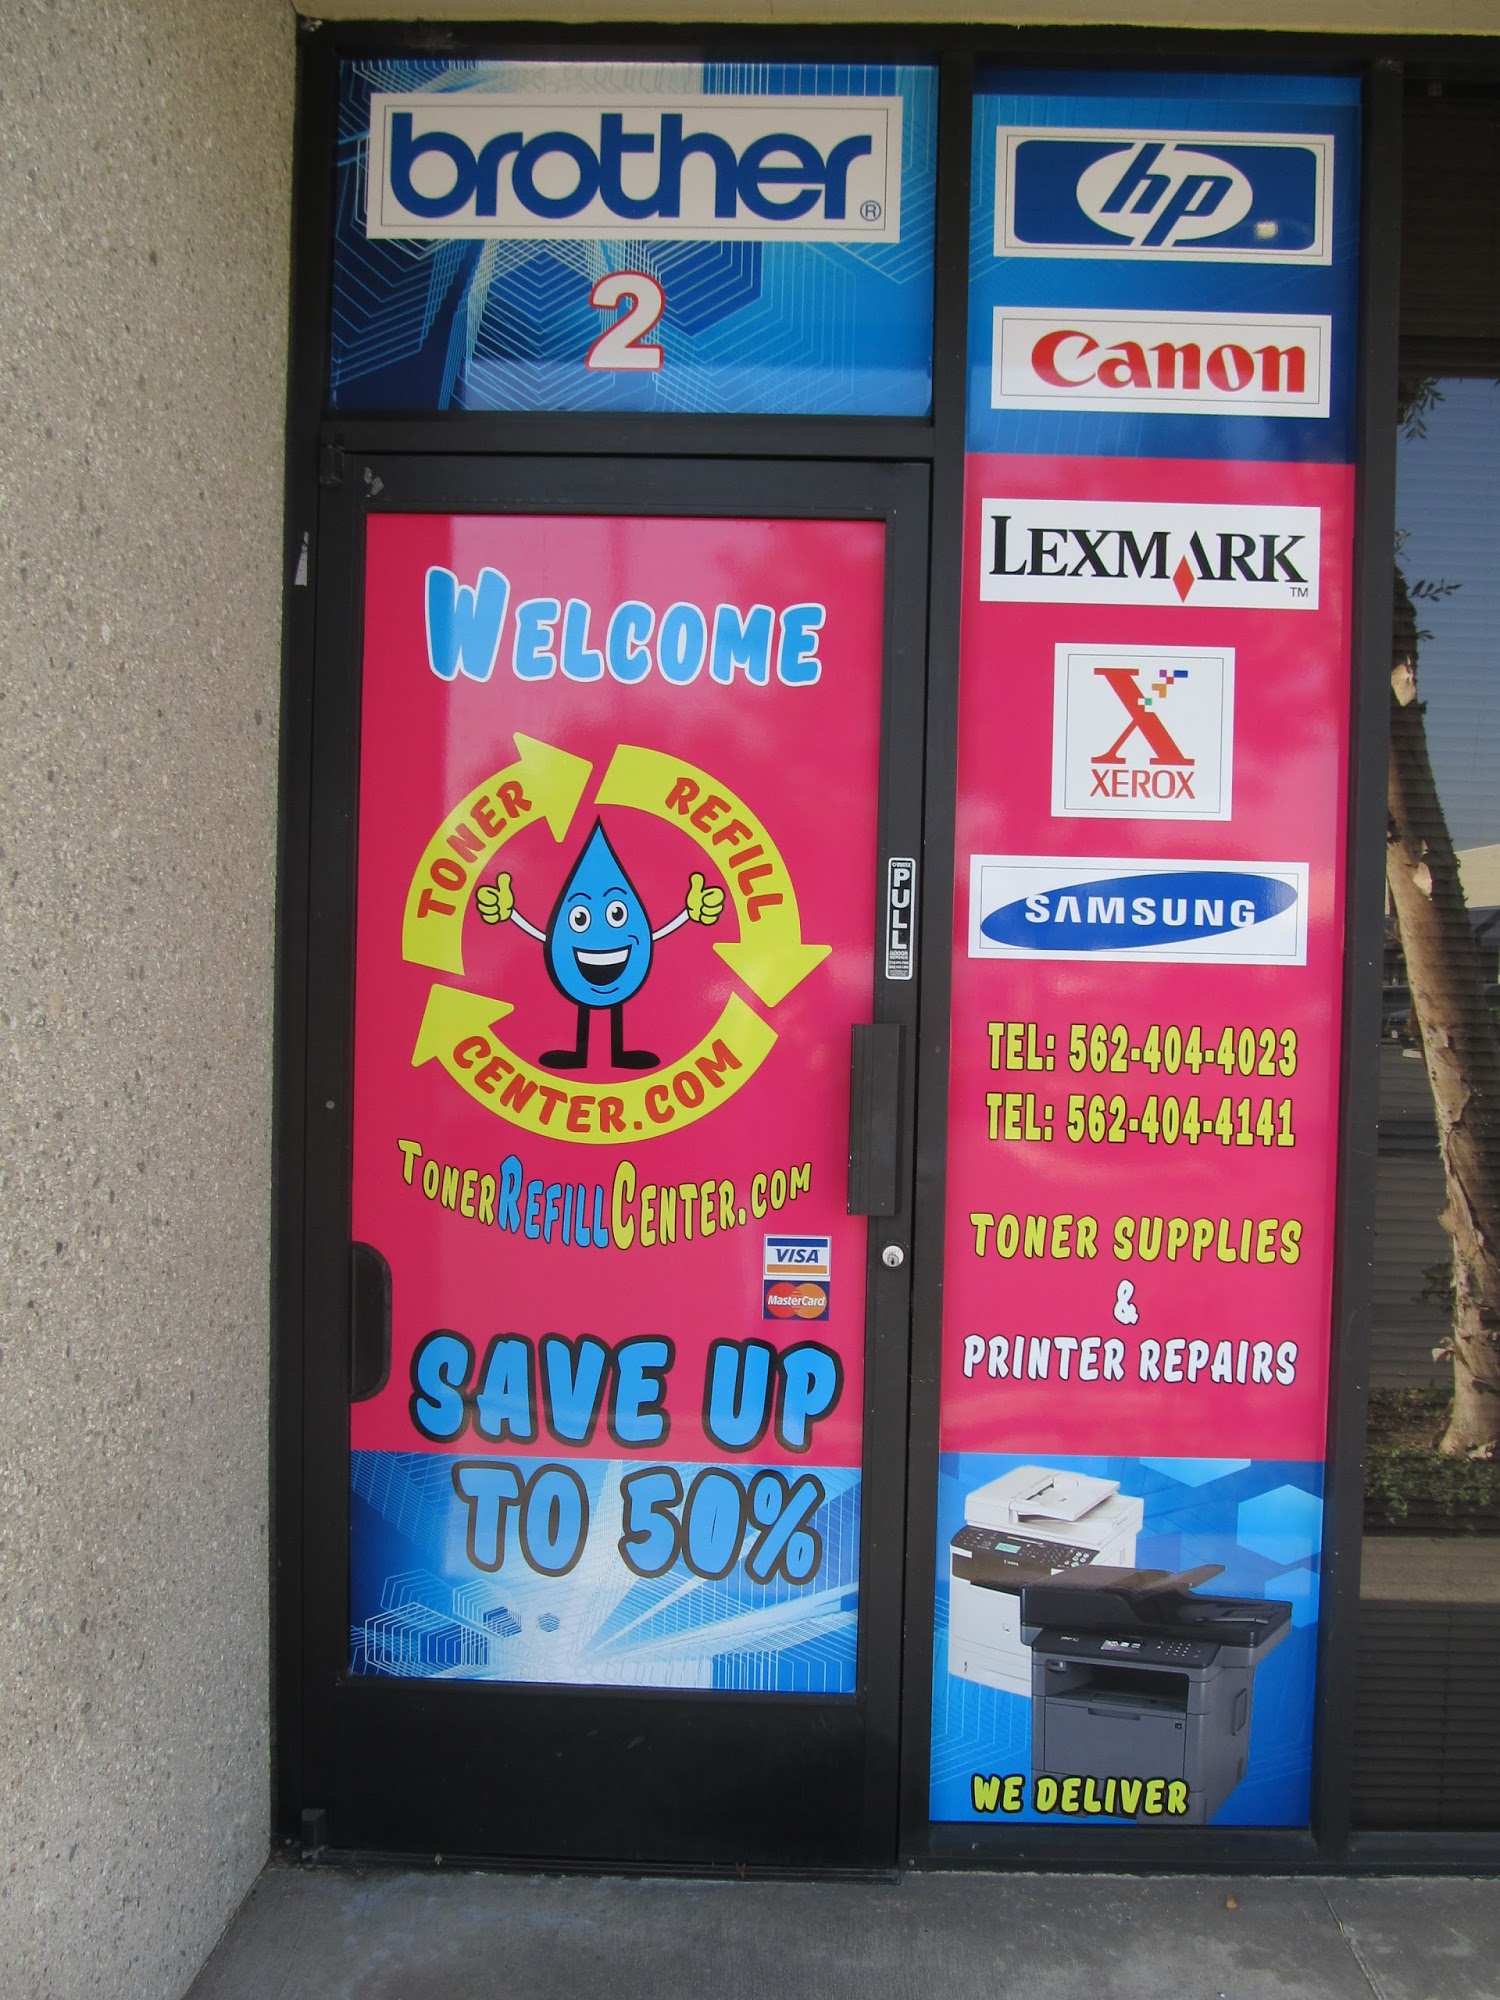 brother®
2
hp
Canon
LEXMARK™
X
XEROX
SAMSUNG
WELCOME
TONER REFILL CENTER.COM
TONERREFILLCENTER.COM
VISA
MasterCard
SAVE UP
TO 50%
PULL
TEL: 562-404-4023
TEL: 562-404-4141
TONER SUPPLIES
&
PRINTER REPAIRS
WE DELIVER